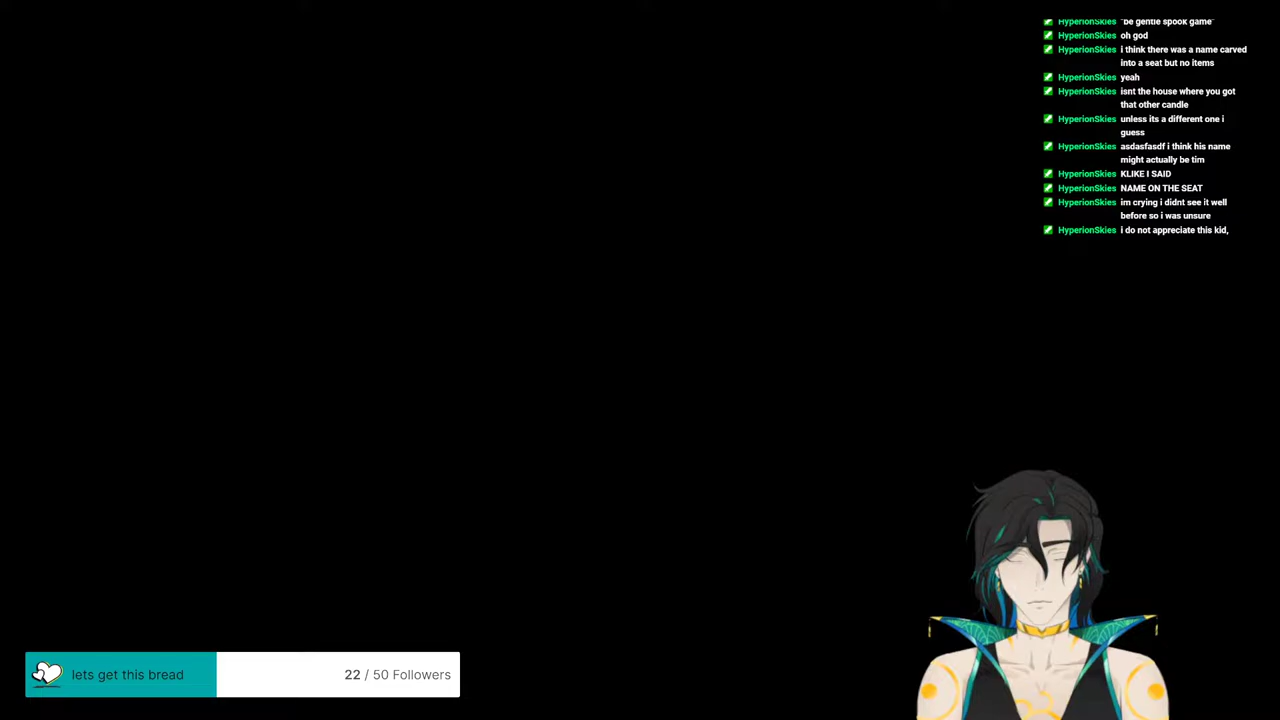 HyperionSkies "be gentle spook game"
HyperionSkies oh god
HyperionSkies i think there was a name carved
into a seat but no items
HyperionSkies yeah
HyperionSkies isnt the house where you got
that other candle
HyperionSkies unless its a different one i
guess
HyperionSkies asdasfasdf i think his name
might actually be tim
HyperionSkies KLIKE I SAID
HyperionSkies NAME ON THE SEAT
HyperionSkies im crying i didnt see it well
before so i was unsure
HyperionSkies i do not appreciate this kid,
lets get this bread 22 / 50 Followers